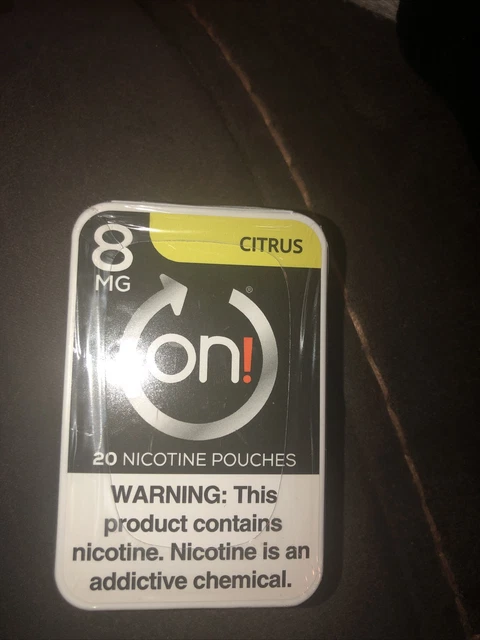 8
MG
CITRUS
on!®
20 NICOTINE POUCHES
WARNING: This
product contains
nicotine. Nicotine is an
addictive chemical.